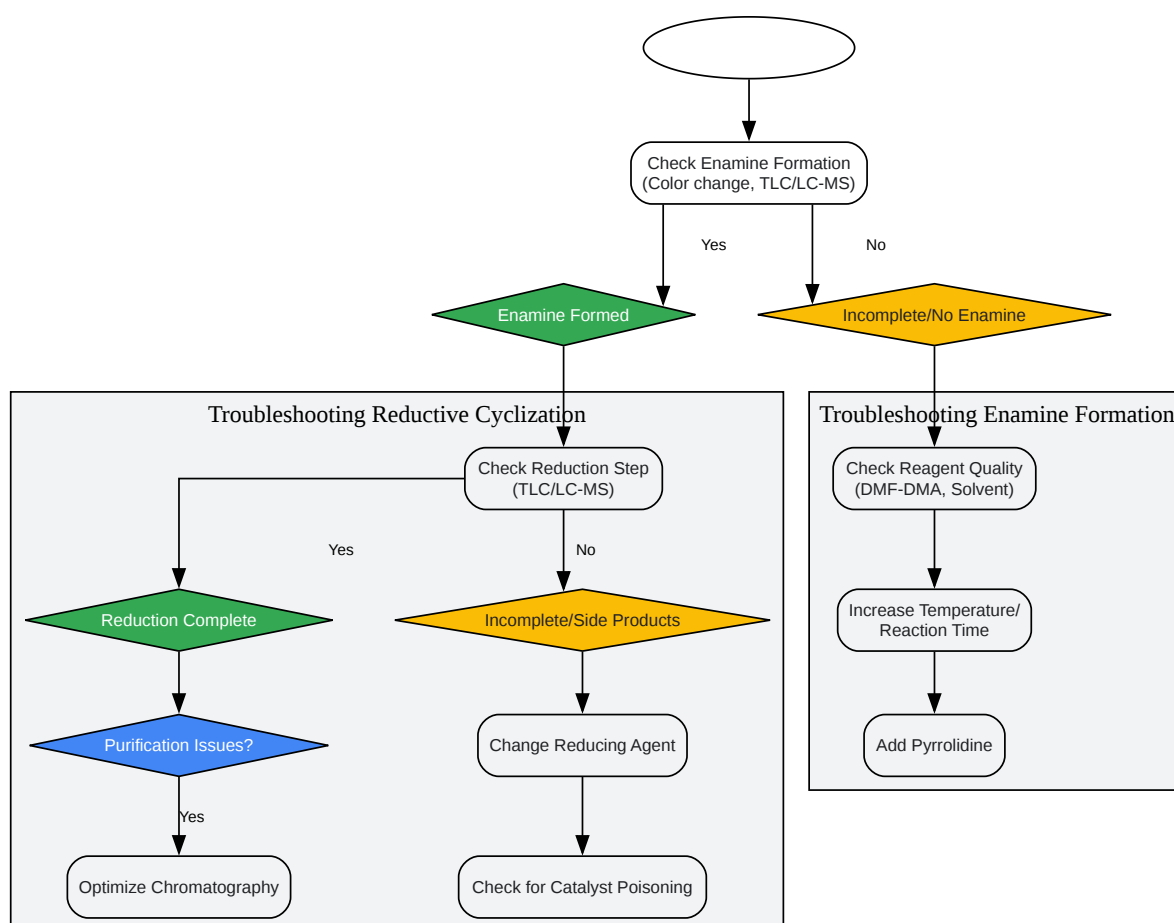 Check Enamine Formation
(Color change, TLC/LC-MS)
Yes
No
Enamine Formed
Incomplete/No Enamine
Troubleshooting Reductive Cyclization
Troubleshooting Enamine Formation
Check Reduction Step
(TLC/LC-MS)
Check Reagent Quality
(DMF-DMA, Solvent)
Yes
No
Reduction Complete
Incomplete/Side Products
Increase Temperature/
Reaction Time
Purification Issues?
Change Reducing Agent
Add Pyrrolidine
Yes
Optimize Chromatography
Check for Catalyst Poisoning